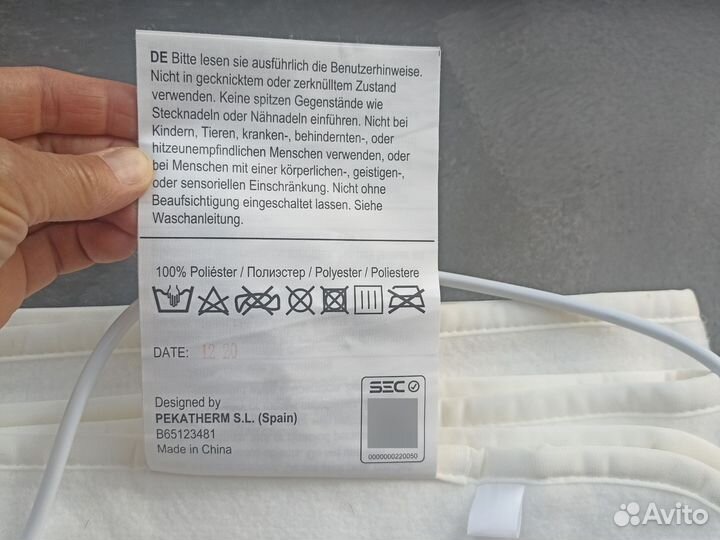 DE Bitte lesen sie ausführlich die Benutzerhinweise.
Nicht in gecknicktem oder zerknülltem Zustand
verwenden. Keine spitzen Gegenstände wie
Stecknadeln oder Nähnadeln einführen. Nicht bei
Kindern, Tieren, kranken-, behindernten-, oder
hitzeunempfindlichen Menschen verwenden, oder
bei Menschen mit einer körperlichen-, geistigen-,
oder sensoriellen Einschränkung. Nicht ohne
Beaufsichtigung eingeschaltet lassen. Siehe
Waschanleitung.
100% Poliéster / Полиэстер / Polyester / Poliestere
DATE: 12 20
SEC
Designed by
PEKATHERM S.L. (Spain)
B65123481
Made in China
0000000220050
Avito